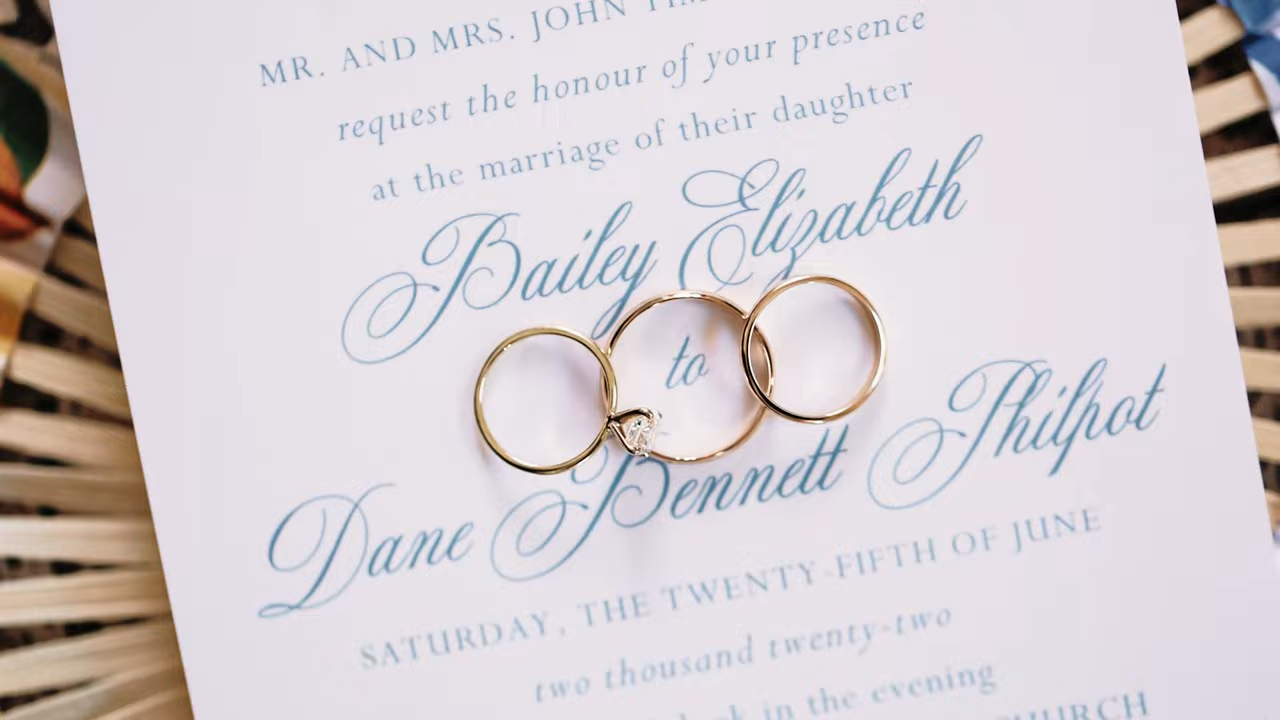 MR. AND MRS. JOHN
request the honour of your presence
at the marriage of their daughter
Bailey Elizabeth
to
Dane Bennett Philpot
SATURDAY, THE TWENTY-FIFTH OF JUNE
two thousand twenty-two
in the evening